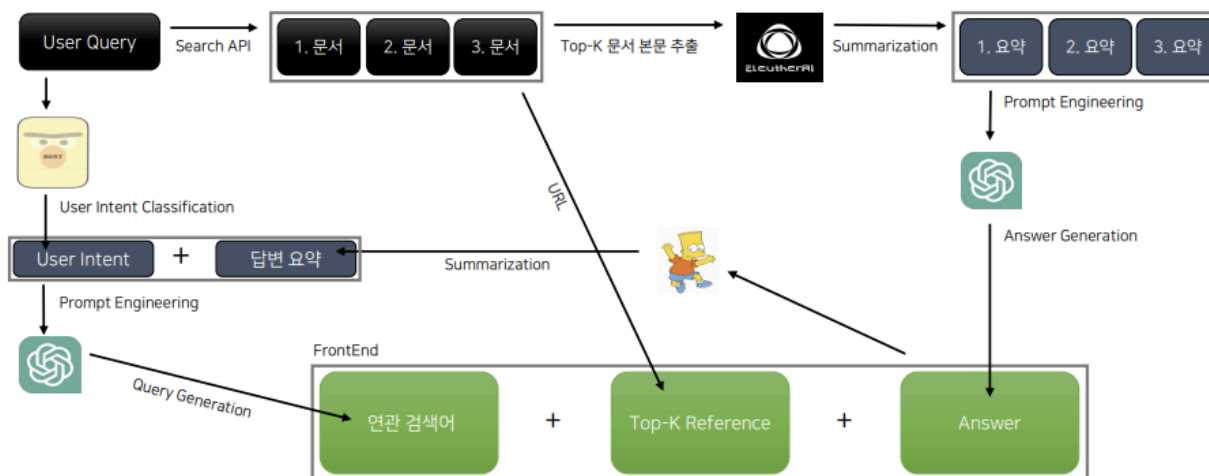 User Query
Search API
1. 문서
2. 문서
3. 문서
Top-K 문서 본문 추출
ELeutherAI
Summarization
1. 요약
2. 요약
3. 요약
Prompt Engineering
BERT
User Intent Classification
URL
Answer Generation
User Intent
+
답변 요약
Summarization
Prompt Engineering
Query Generation
FrontEnd
연관 검색어
+
Top-K Reference
+
Answer